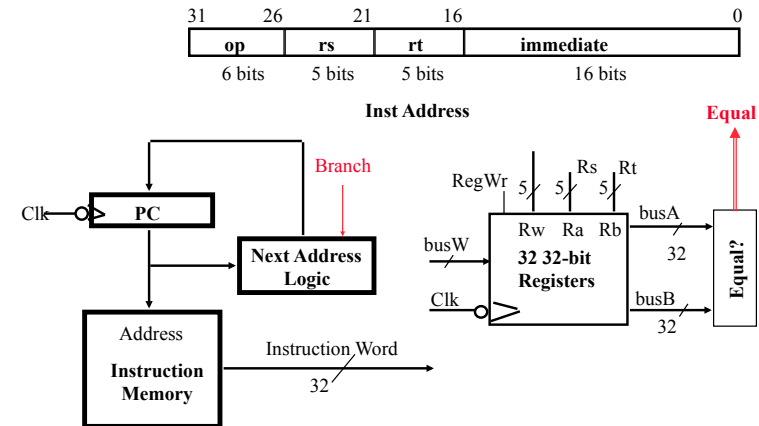 31 26 21 16 0
op rs rt immediate
6 bits 5 bits 5 bits 16 bits
Inst Address
Equal
Branch
Clk
PC
Next Address
Logic
Address
Instruction
Memory
Instruction Word
32
RegWr
5
5
Rs
5
Rt
Rw Ra Rb
busW
32 32-bit
Registers
Clk
busA
32
busB
32
Equal?